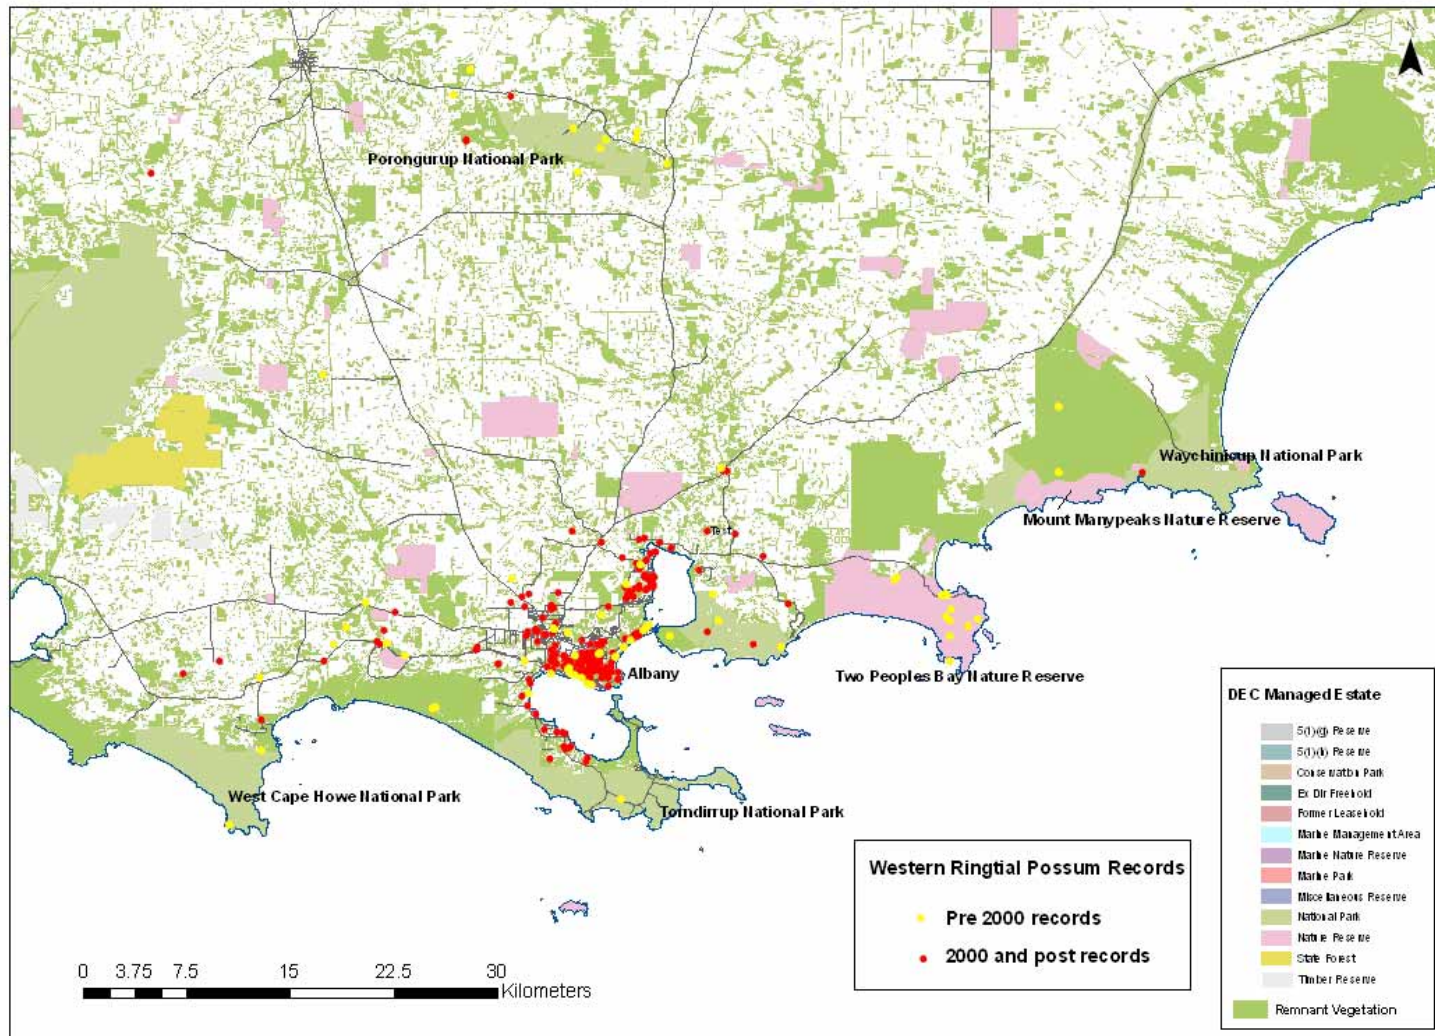 Porongurup National Park
Waychinicup National Park
Mount Manypeaks Nature Reserve
Test
Albany
Two Peoples Bay Nature Reserve
West Cape Howe National Park
Torndirrup National Park
Western Ringtial Possum Records
Pre 2000 records
2000 and post records
0 3.75 7.5 15 22.5 30
Kilometers
DEC Managed Estate
5(1)(g) Reserve
5(1)(h) Reserve
Conservation Park
Ex Dir Freehold
Former Leasehold
Marine Management Area
Marine Nature Reserve
Marine Park
Miscellaneous Reserve
National Park
Nature Reserve
State Forest
Timber Reserve
Remnant Vegetation